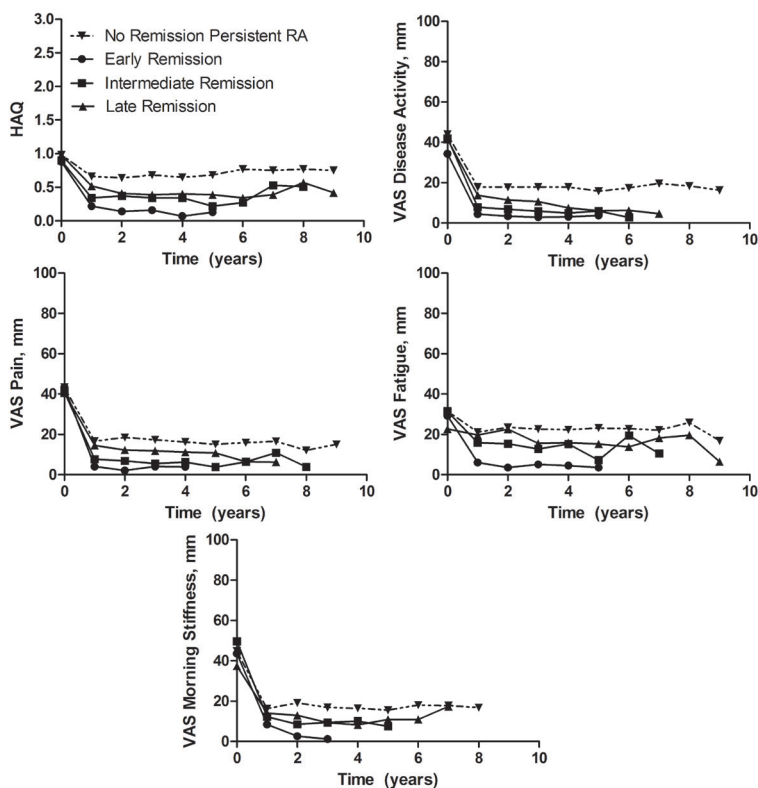 HAQ
3.0
2.5
2.0
1.5
1.0
0.5
0.0
No Remission Persistent RA
Early Remission
Intermediate Remission
Late Remission
0 2 4 6 8 10
Time (years)
VAS Disease Activity, mm
100
80
60
40
20
0
0 2 4 6 8 10
Time (years)
VAS Pain, mm
100
80
60
40
20
0
0 2 4 6 8 10
Time (years)
VAS Fatigue, mm
100
80
60
40
20
0
0 2 4 6 8 10
Time (years)
VAS Morning Stiffness, mm
100
80
60
40
20
0
0 2 4 6 8 10
Time (years)